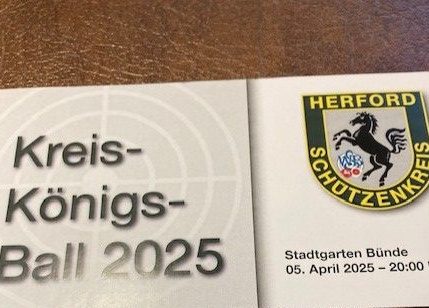 Kreis-
Königs-
Ball 2025
HERFORD
SCHÜTZENKREIS
Stadtgarten Bünde
05. April 2025 – 20:00